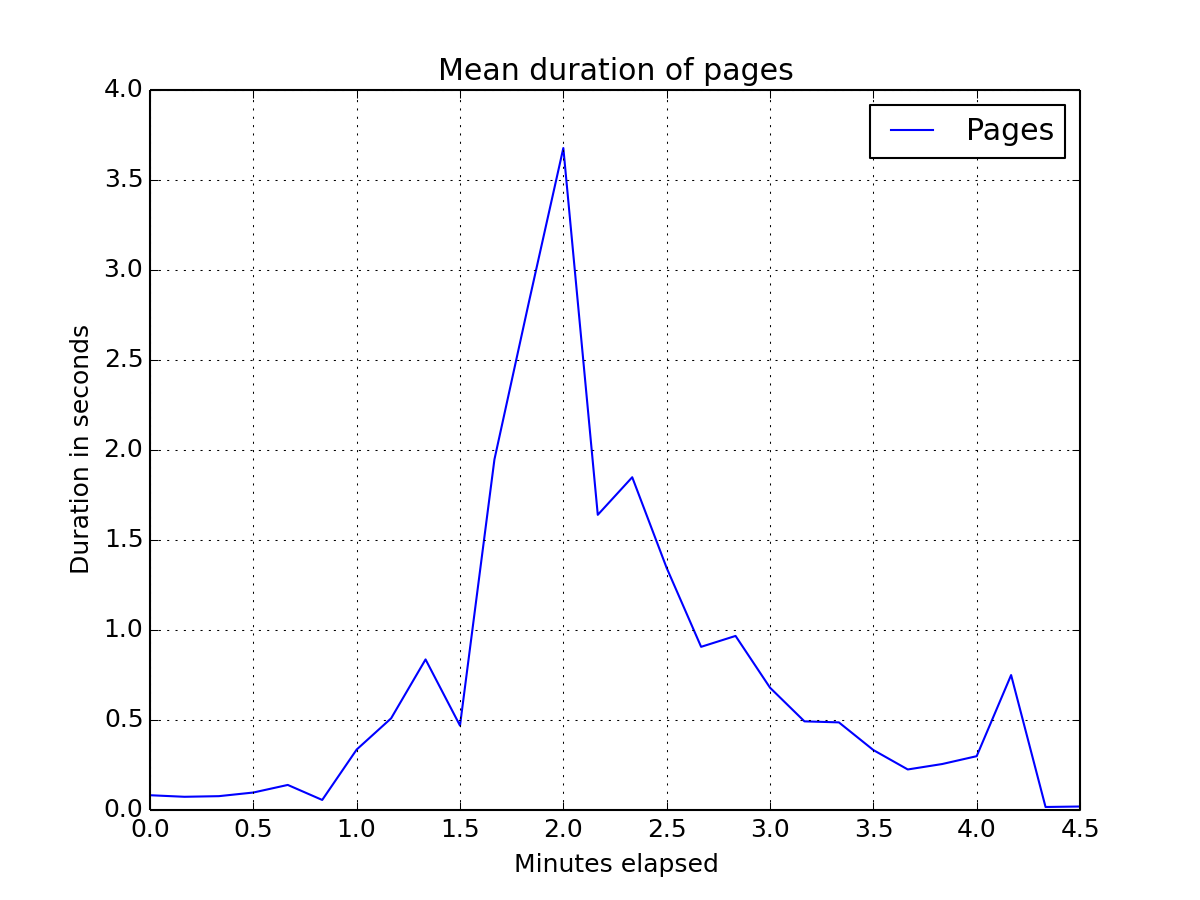 Mean duration of pages
Pages
4.0
3.5
3.0
2.5
2.0
1.5
1.0
0.5
0.0
Duration in seconds
0.0 0.5 1.0 1.5 2.0 2.5 3.0 3.5 4.0 4.5
Minutes elapsed